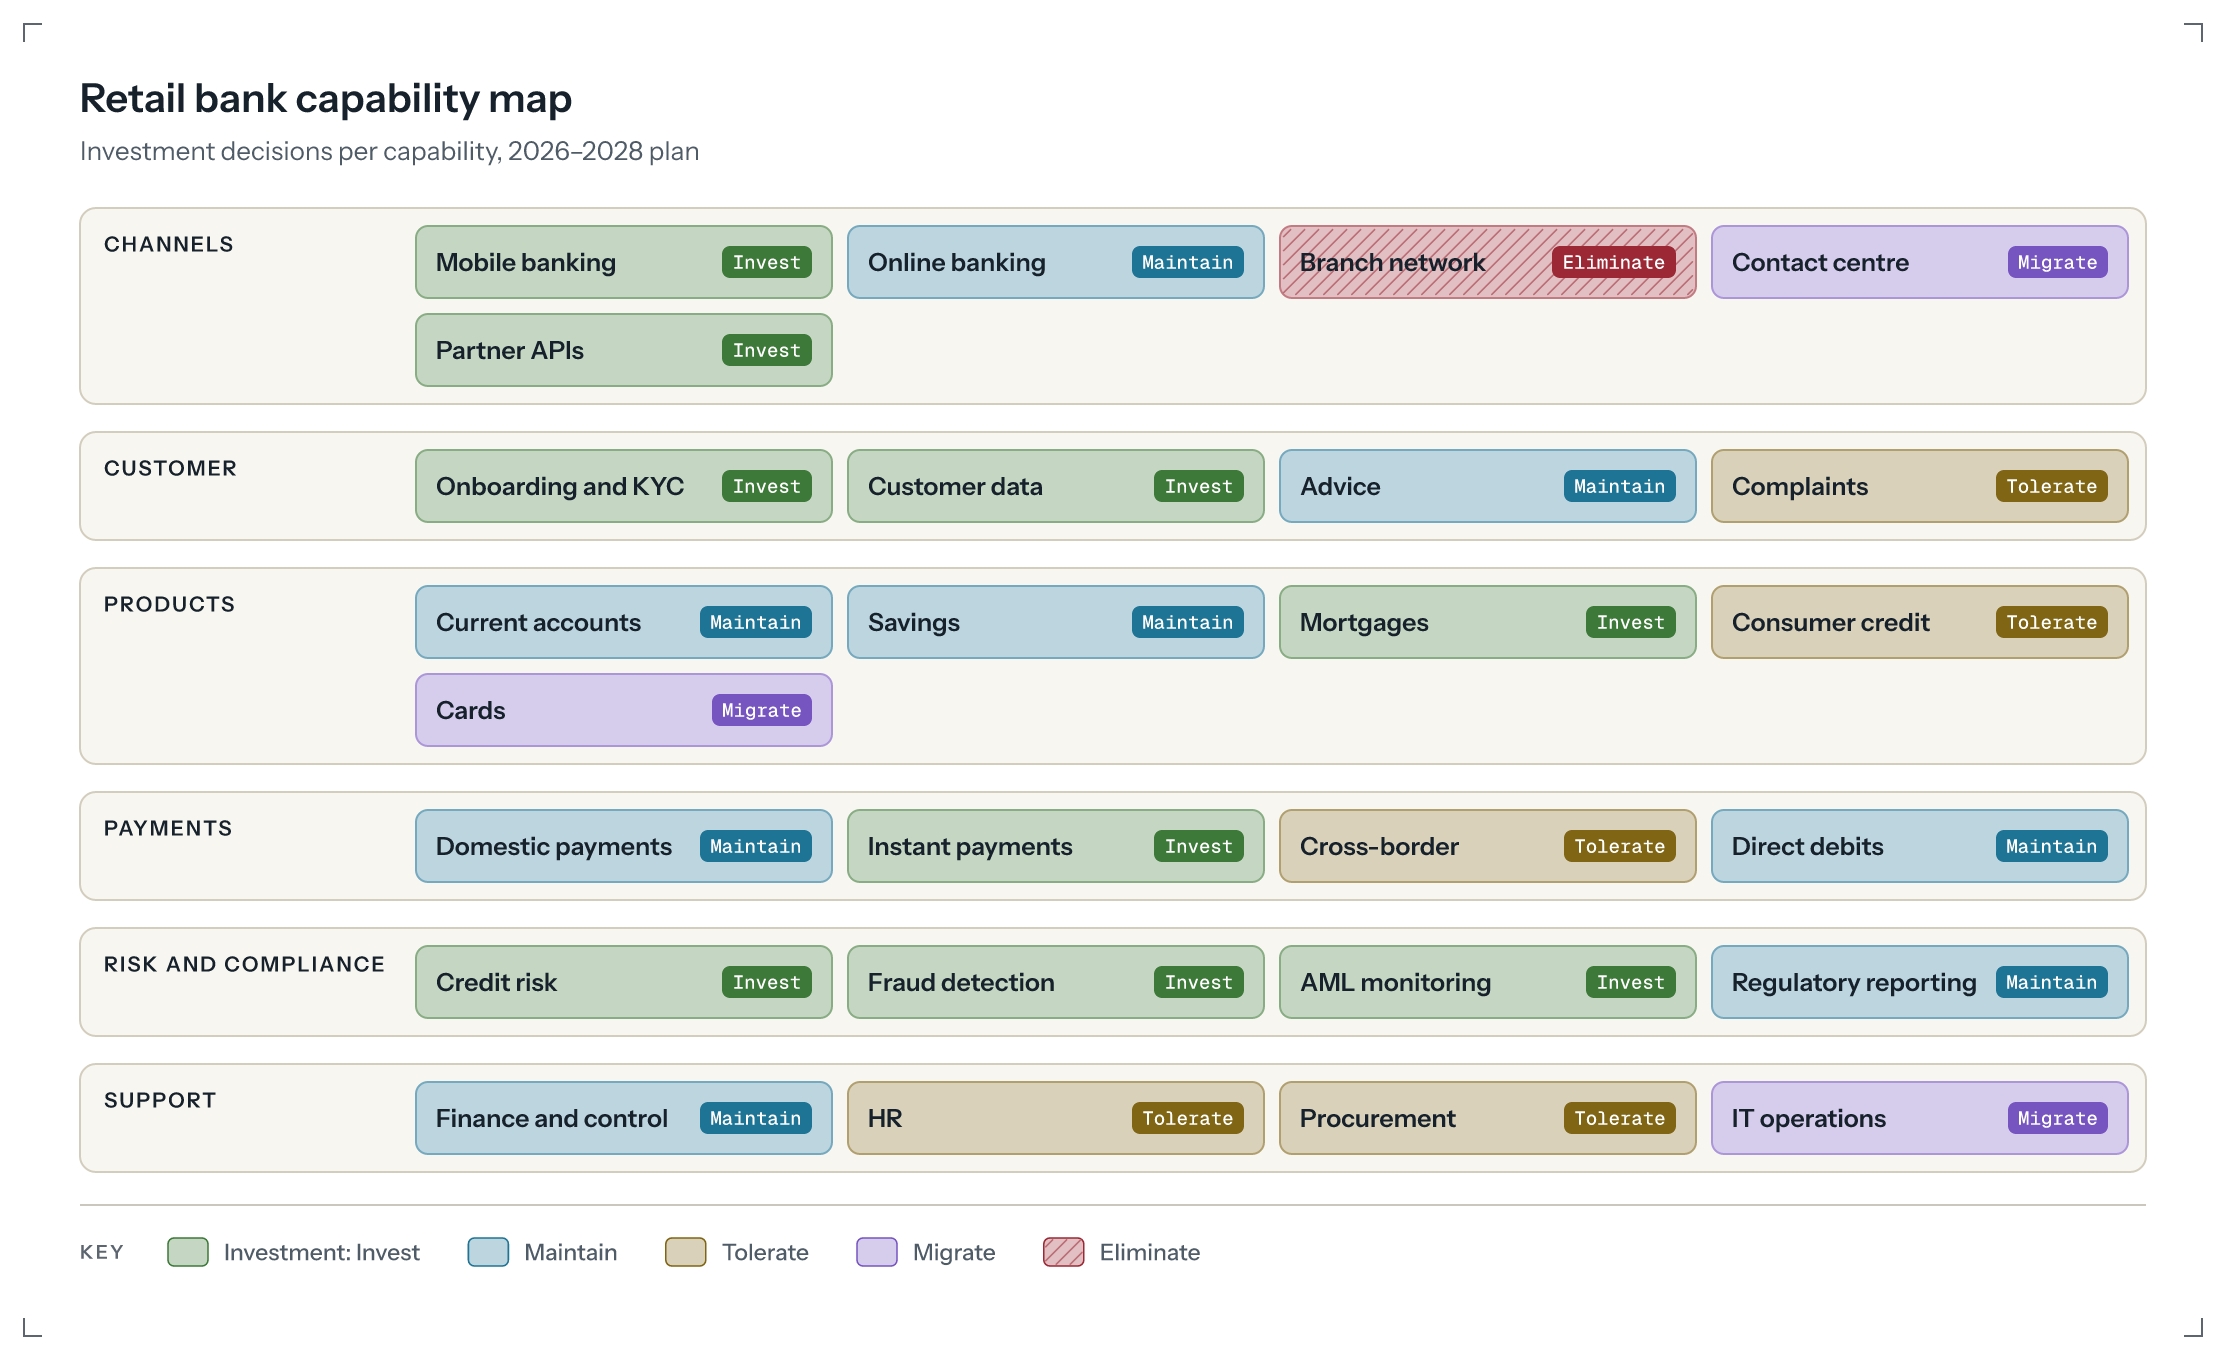 Retail bank capability map
Investment decisions per capability, 2026–2028 plan
CHANNELS
Mobile banking Invest
Online banking Maintain
Branch network Eliminate
Contact centre Migrate
Partner APIs Invest
CUSTOMER
Onboarding and KYC Invest
Customer data Invest
Advice Maintain
Complaints Tolerate
PRODUCTS
Current accounts Maintain
Savings Maintain
Mortgages Invest
Consumer credit Tolerate
Cards Migrate
PAYMENTS
Domestic payments Maintain
Instant payments Invest
Cross-border Tolerate
Direct debits Maintain
RISK AND COMPLIANCE
Credit risk Invest
Fraud detection Invest
AML monitoring Invest
Regulatory reporting Maintain
SUPPORT
Finance and control Maintain
HR Tolerate
Procurement Tolerate
IT operations Migrate
KEY Investment: Invest Maintain Tolerate Migrate Eliminate